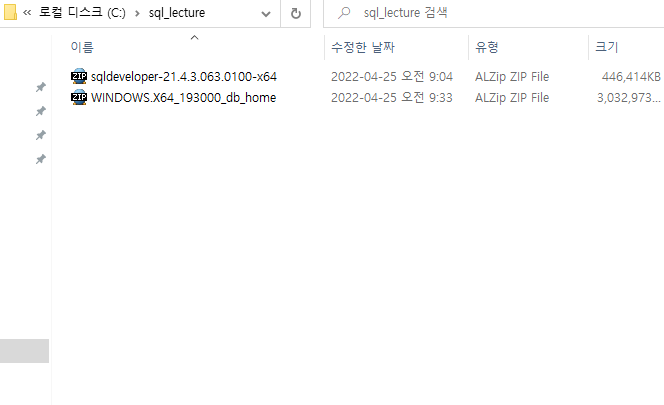 « 로컬 디스크 (C:) > sql_lecture
sql_lecture 검색
이름 수정한 날짜 유형 크기
sqldeveloper-21.4.3.063.0100-x64 2022-04-25 오전 9:04 ALZip ZIP File 446,414KB
WINDOWS.X64_193000_db_home 2022-04-25 오전 9:33 ALZip ZIP File 3,032,973...